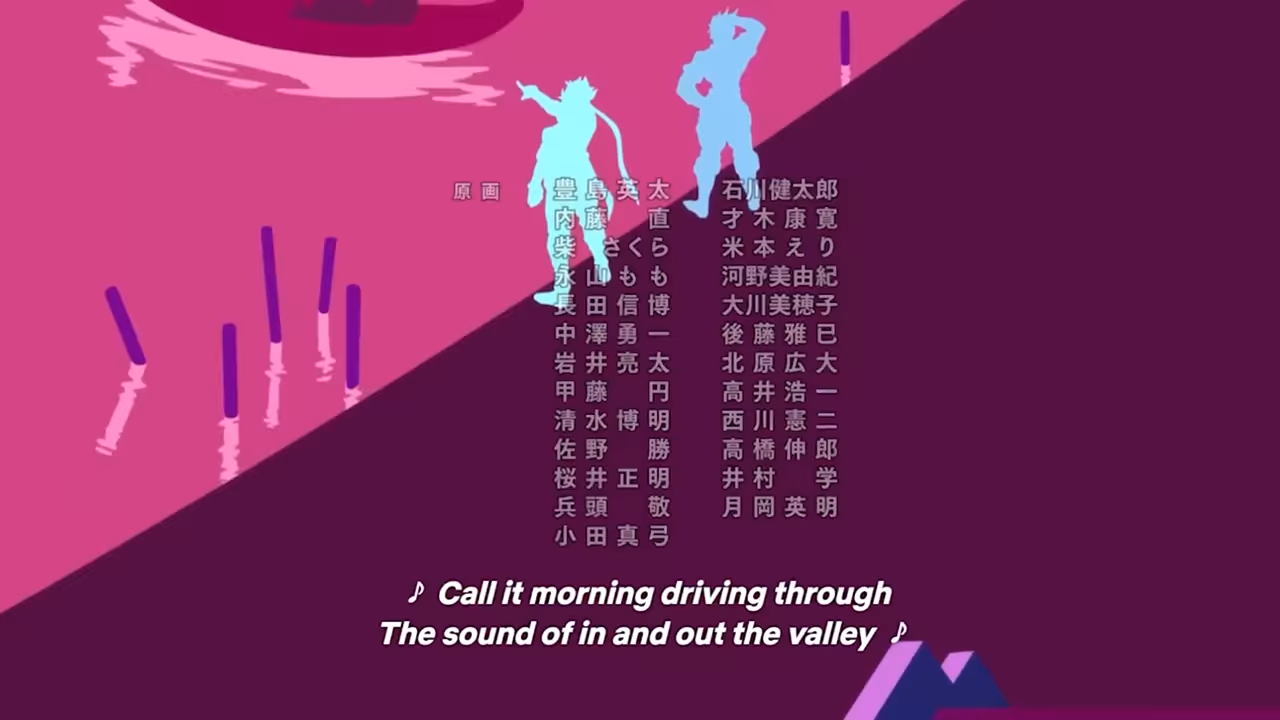 原画 豊島英太 石川健太郎
内藤 直 才木康寛
柴 さくら 米本えり
永山もも 河野美由紀
長田信博 大川美穂子
中澤勇一 後藤雅巳
岩井亮太 北原広大
甲藤 円 高井浩一
清水博明 西川憲二
佐野 勝 高橋伸郎
桜井正明 井村 学
兵頭 敬 月岡英明
小田真弓
♪ Call it morning driving through
The sound of in and out the valley ♪